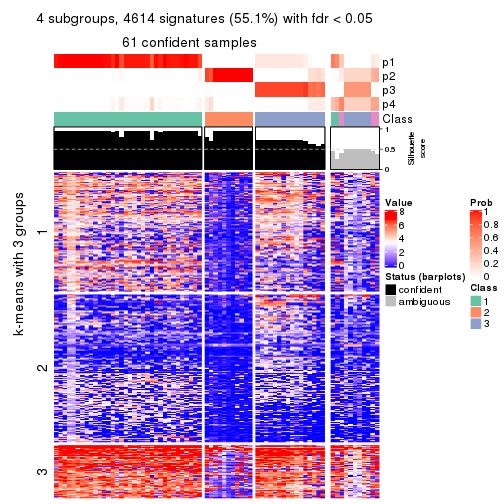 4 subgroups, 4614 signatures (55.1%) with fdr < 0.05
61 confident samples
p1
p2
p3
p4
Class
1
0.5
0
Silhouette
score
k-means with 3 groups
1
2
3
Value
8
6
4
2
0
Status (barplots)
confident
ambiguous
Prob
1
0.8
0.6
0.4
0.2
0
Class
1
2
3